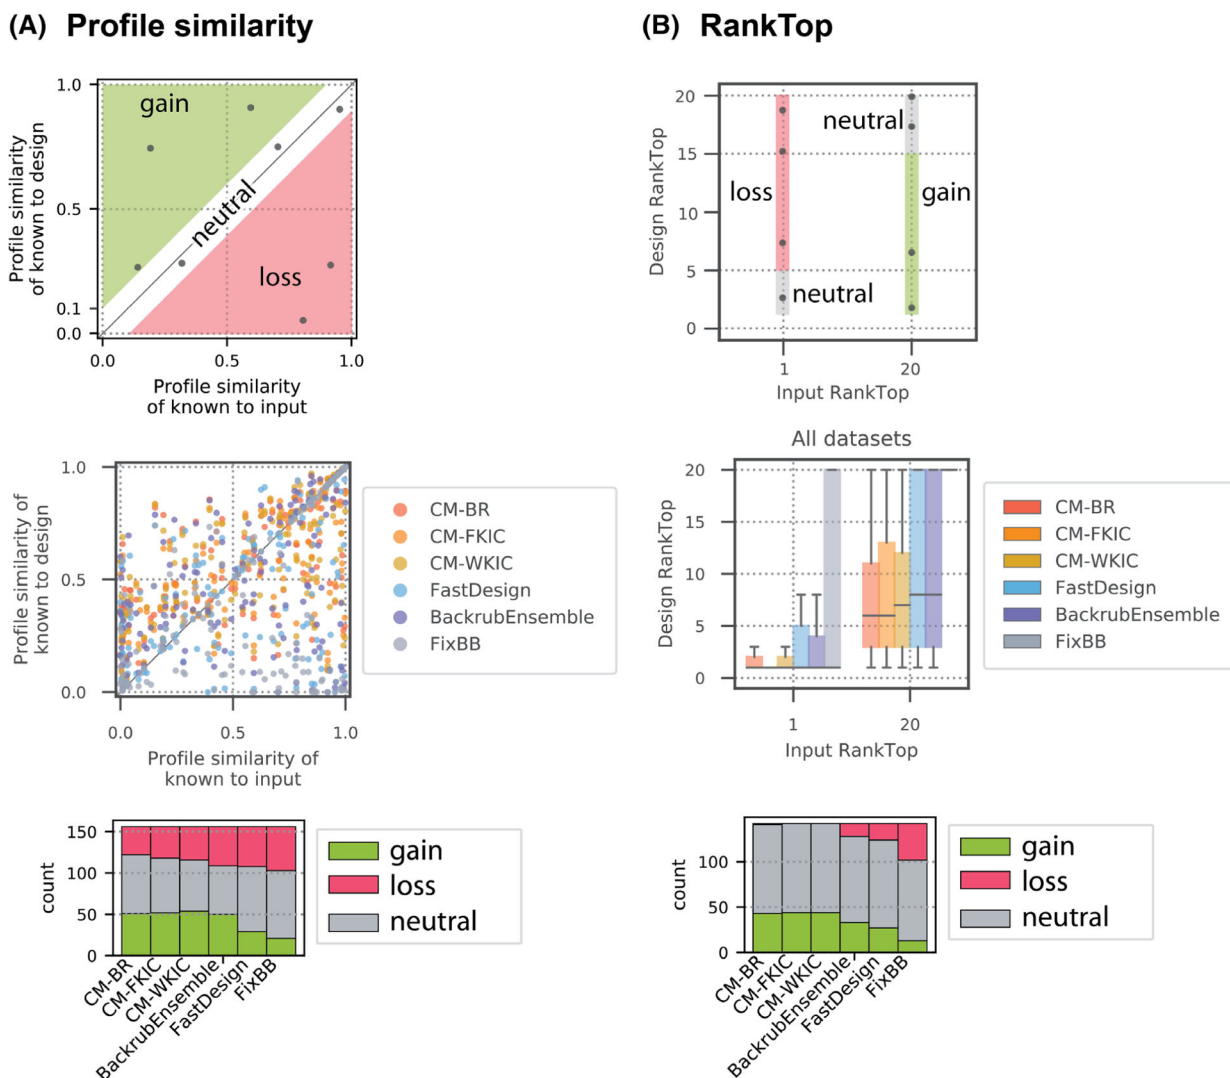 (A) Profile similarity
1.0
0.5
0.1
0.0
gain
neutral
loss
Profile similarity
of known to design
0.0 0.5 1.0
Profile similarity
of known to input
1.0
0.5
0.0
Profile similarity of
known to design
0.0 0.5 1.0
Profile similarity of
known to input
CM-BR
CM-FKIC
CM-WKIC
FastDesign
BackrubEnsemble
FixBB
150
100
50
0
count
CM-BR
CM-FKIC
CM-WKIC
BackrubEnsemble
FastDesign
FixBB
gain
loss
neutral
(B) RankTop
20
15
10
5
0
Design RankTop
neutral
loss
gain
neutral
1 20
Input RankTop
All datasets
20
15
10
5
0
Design RankTop
1 20
Input RankTop
CM-BR
CM-FKIC
CM-WKIC
FastDesign
BackrubEnsemble
FixBB
100
50
0
count
CM-BR
CM-FKIC
CM-WKIC
BackrubEnsemble
FastDesign
FixBB
gain
loss
neutral